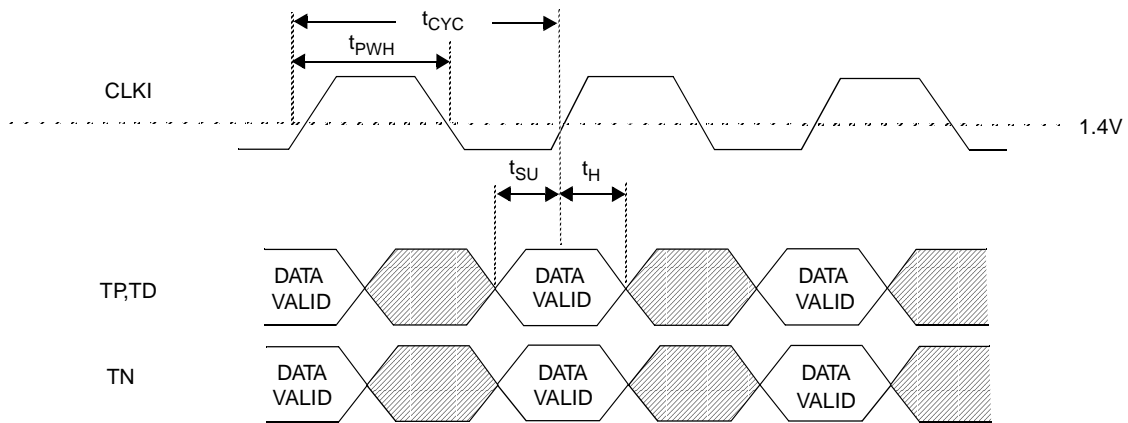 tCYC
tPWH
CLKI
1.4V
tSU
tH
TP,TD
DATA
VALID
DATA
VALID
DATA
VALID
TN
DATA
VALID
DATA
VALID
DATA
VALID